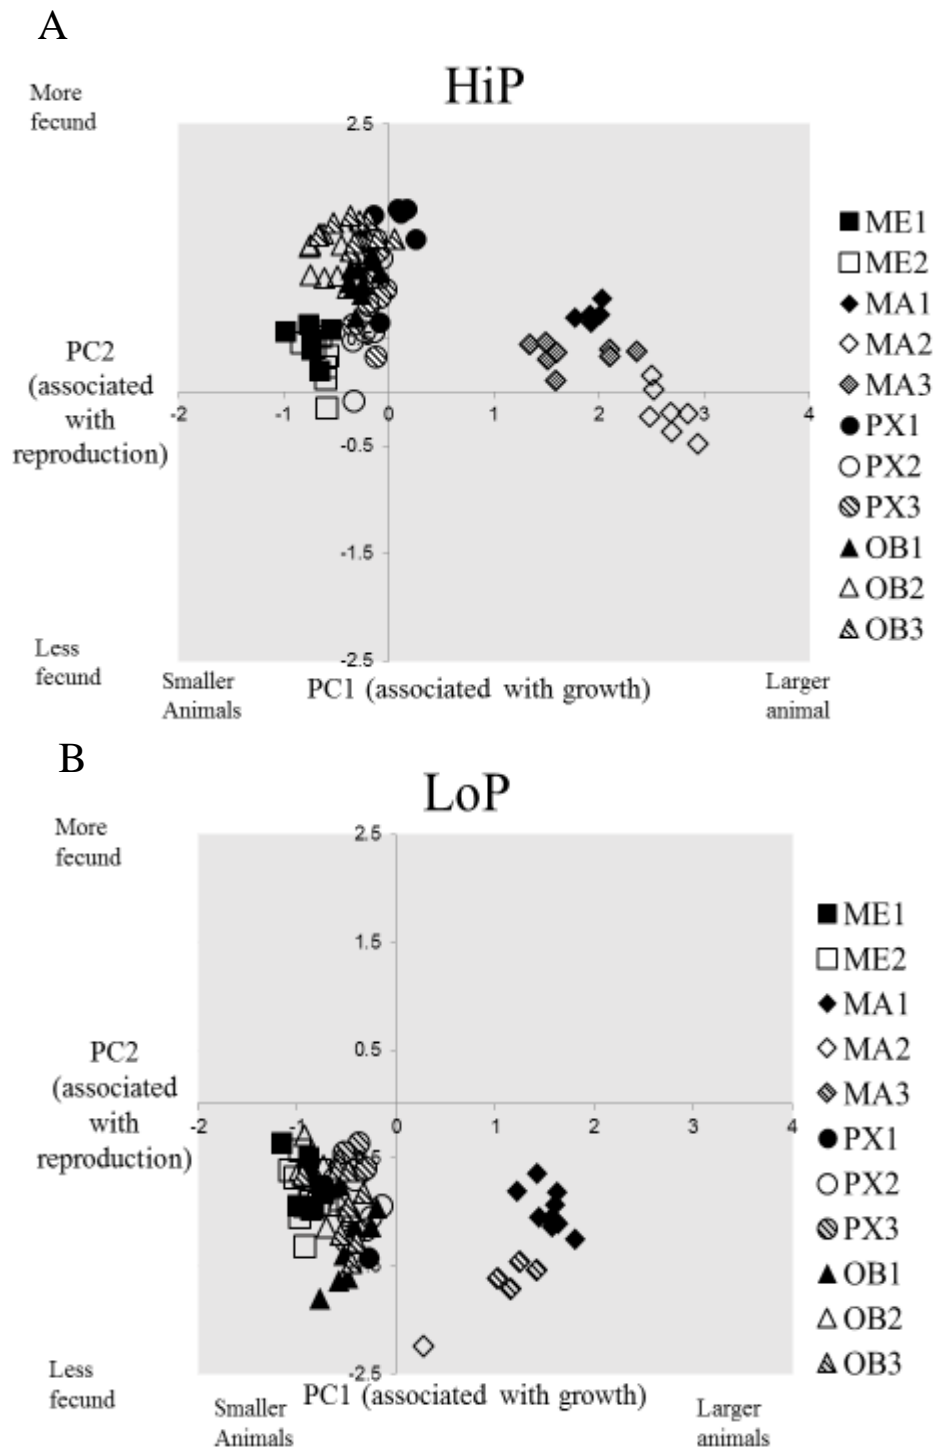 A
HiP
More
fecund
2.5
ME1
ME2
MA1
MA2
MA3
PX1
PX2
PX3
OB1
OB2
OB3
PC2
(associated
with
reproduction)
-2
-1
0
1
2
3
4
-0.5
-1.5
-2.5
Less
fecund
Smaller
Animals
PC1 (associated with growth)
Larger
animal
B
LoP
More
fecund
2.5
1.5
0.5
ME1
ME2
MA1
MA2
MA3
PX1
PX2
PX3
OB1
OB2
OB3
PC2
(associated
with
reproduction)
-2
-1
0
1
2
3
4
-2.5
Less
fecund
Smaller
Animals
PC1 (associated with growth)
Larger
animals